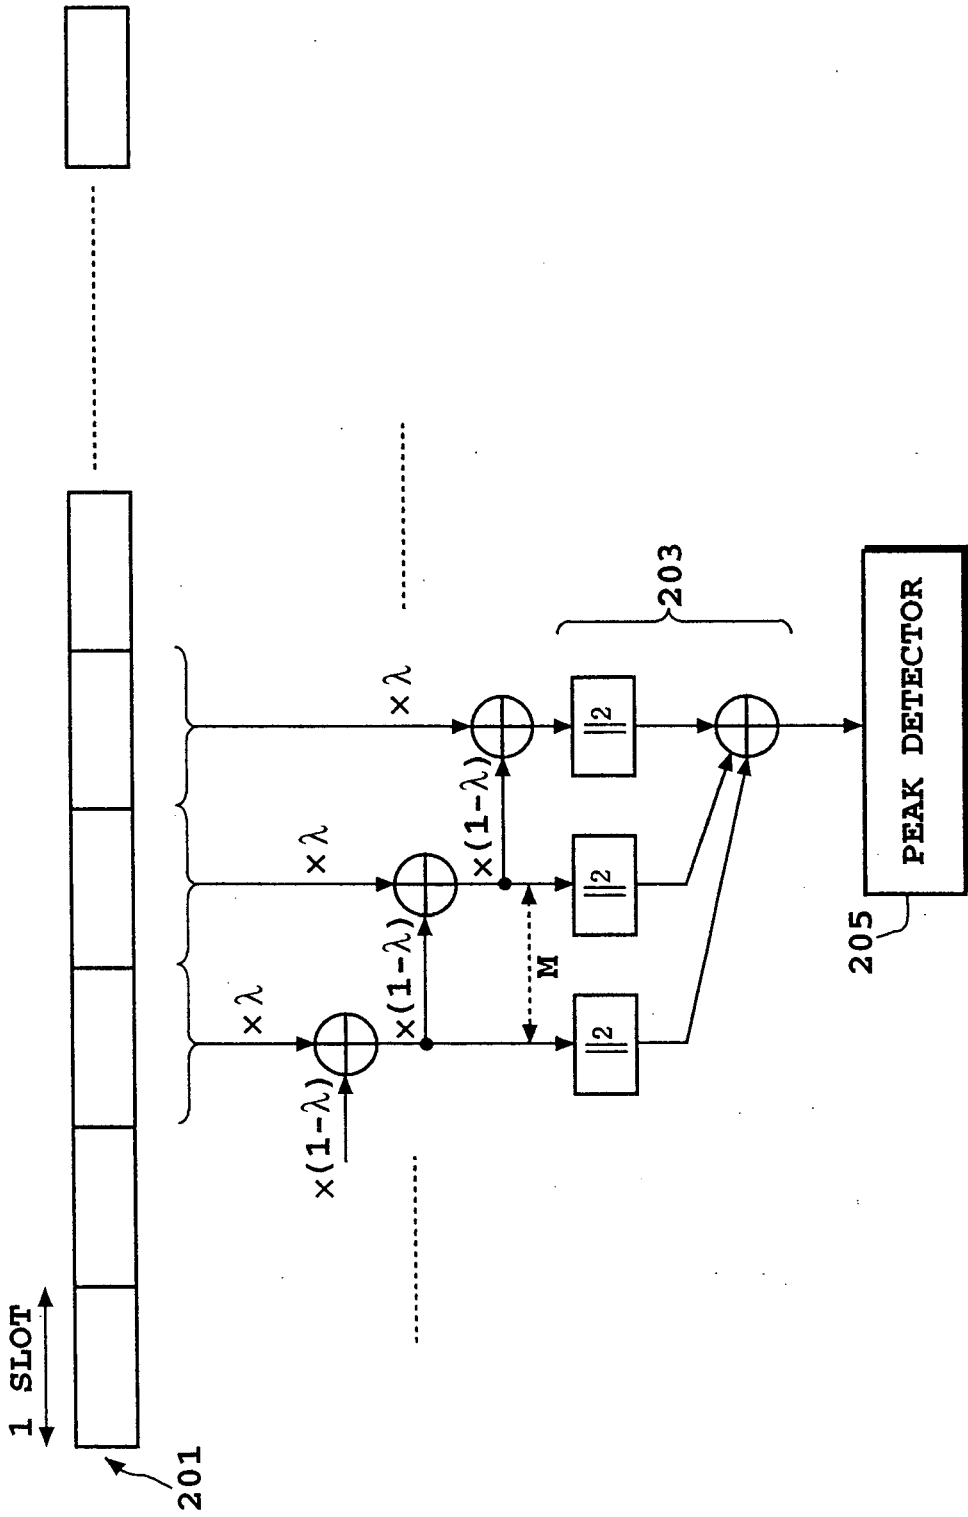 1 SLOT
201
×λ
×λ
×λ
×(1-λ)
×(1-λ)
×(1-λ)
M
||²
||²
||²
203
205
PEAK DETECTOR